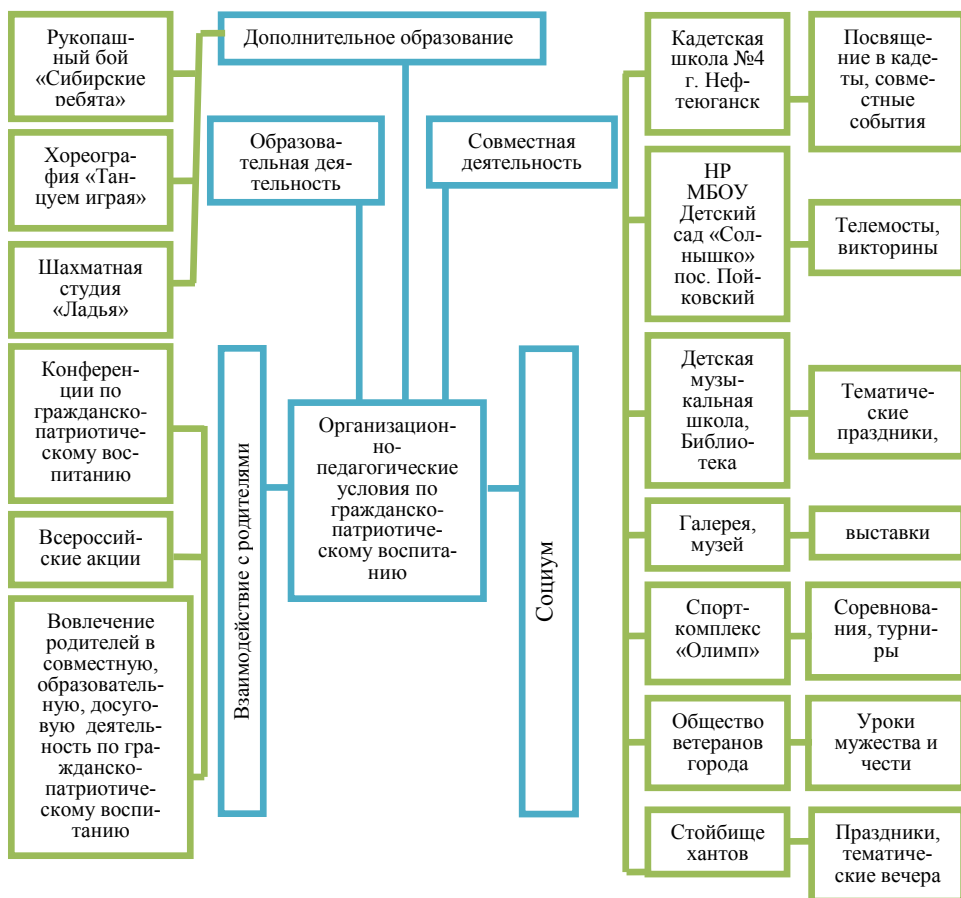 Рукопаш-
ный бой
«Сибирские
ребята»
Хореогра-
фия «Тан-
цуем играя»
Шахматная
студия
«Ладья»
Конферен-
ции по
гражданско-
патриотиче-
скому вос-
питанию
Всероссий-
ские акции
Вовлечение
родителей в
совместную,
образователь-
ную, досуго-
вую деятель-
ность по гра-
жданско-
патриотиче-
скому воспи-
танию
Дополнительное образование
Образова-
тельная дея-
тельность
Совместная
деятельность
Взаимодействие с родителями
Организацион-
но-
педагогические
условия по
гражданско-
патриотиче-
скому воспита-
нию
Социум
Кадетская
школа №4
г. Неф-
теюганск
Посвяще-
ние в каде-
ты, совме-
стные
события
НР
МБОУ
Детский
сад «Сол-
нышко»
пос. Пой-
ковский
Телемосты,
викторины
Детская
музы-
кальная
школа,
Библио-
тека
Тематиче-
ские
праздники,
Галерея,
музей
выставки
Спорт-
комплекс
«Олимп»
Соревнова-
ния, турни-
ры
Общество
ветеранов
города
Уроки
мужества и
чести
Стойбище
хантов
Праздники,
тематиче-
ские вечера